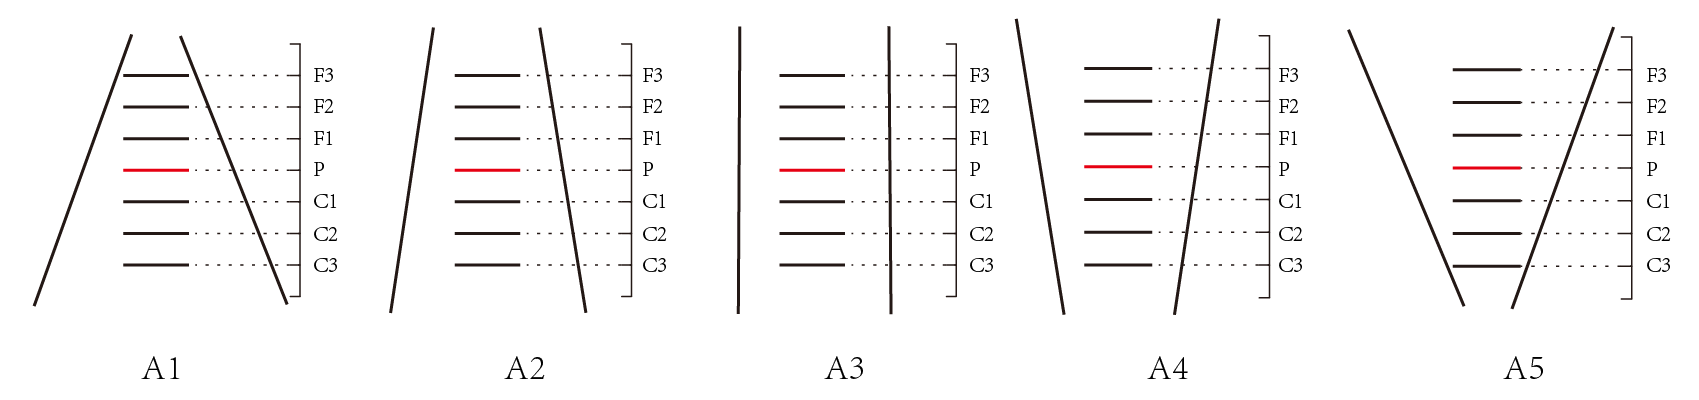 F3 F3 F3 F3 F3
F2 F2 F2 F2 F2
F1 F1 F1 F1 F1
P P P P P
C1 C1 C1 C1 C1
C2 C2 C2 C2 C2
C3 C3 C3 C3 C3
A1 A2 A3 A4 A5